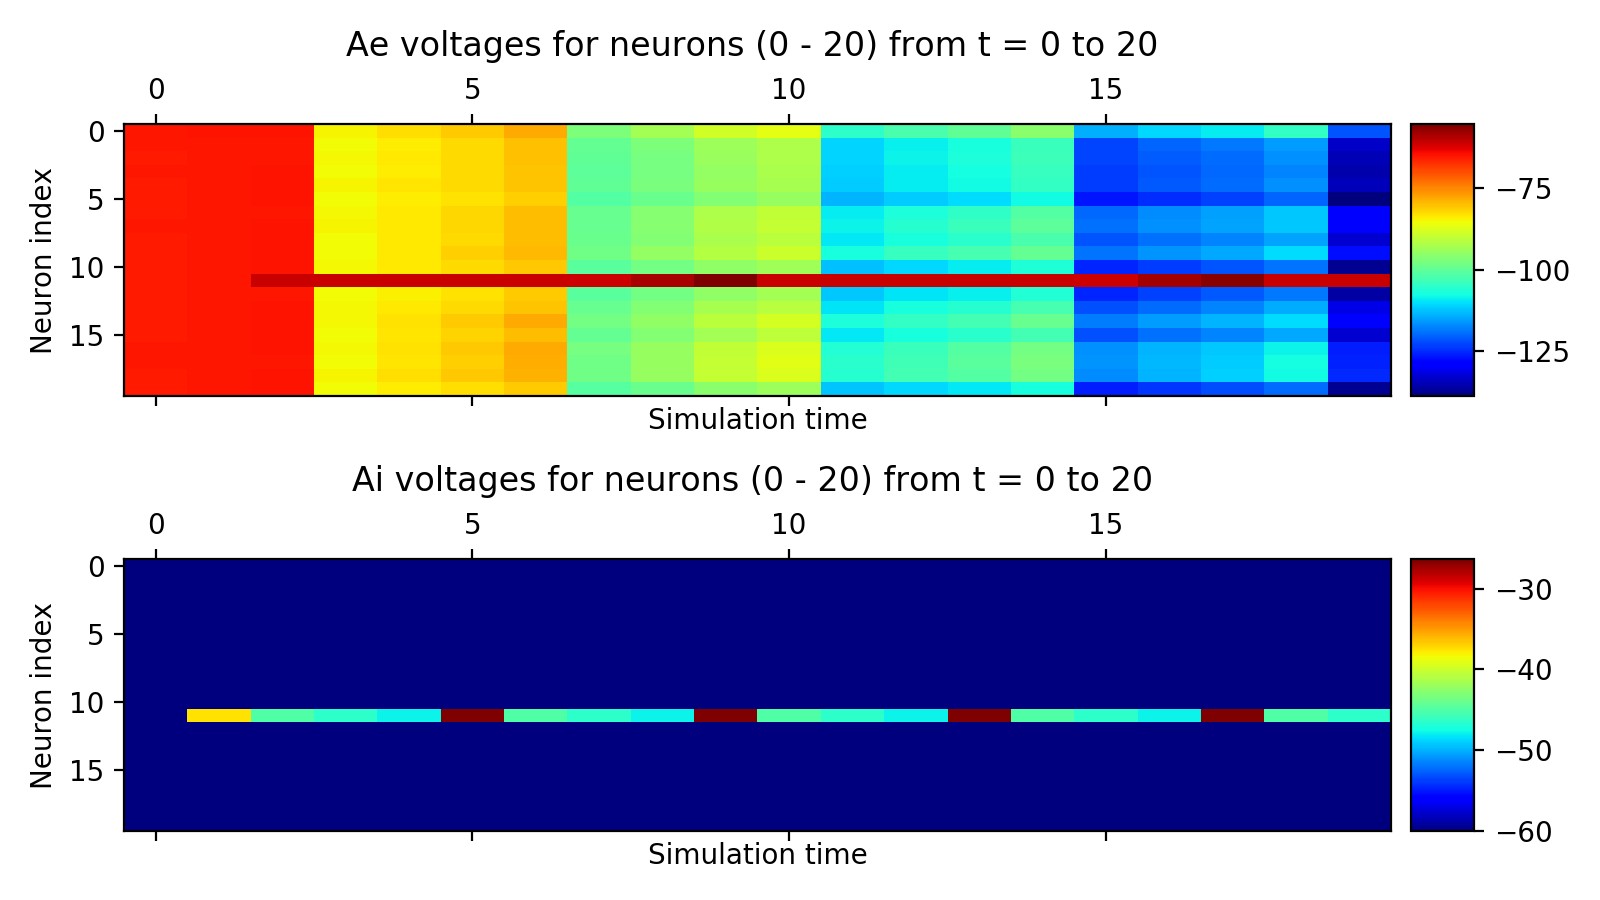 Ae voltages for neurons (0 - 20) from t = 0 to 20
0 5 10 15
Neuron index
0
5
10
15
−75
−100
−125
Simulation time
Ai voltages for neurons (0 - 20) from t = 0 to 20
0 5 10 15
Neuron index
0
5
10
15
−30
−40
−50
−60
Simulation time